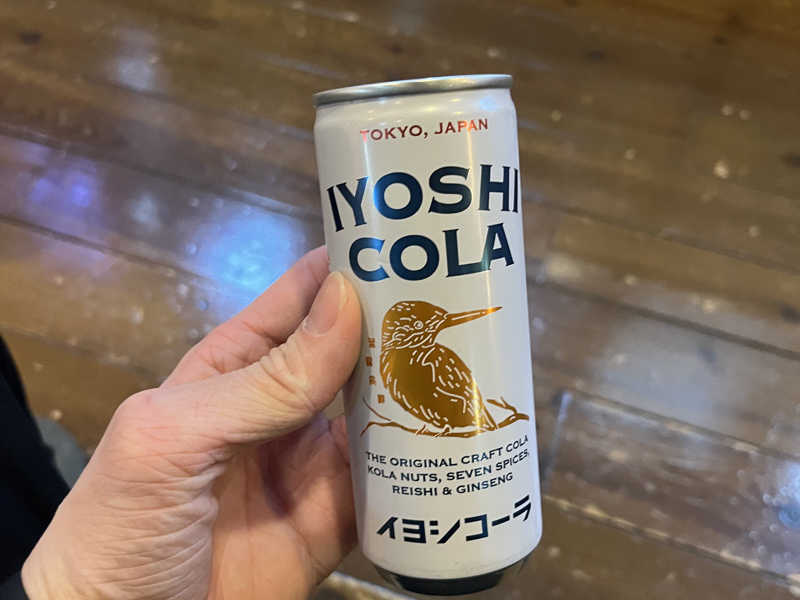 TOKYO, JAPAN
IYOSHI
COLA
THE ORIGINAL CRAFT COLA
KOLA NUTS, SEVEN SPICES,
REISHI & GINSENG
イヨシコーラ